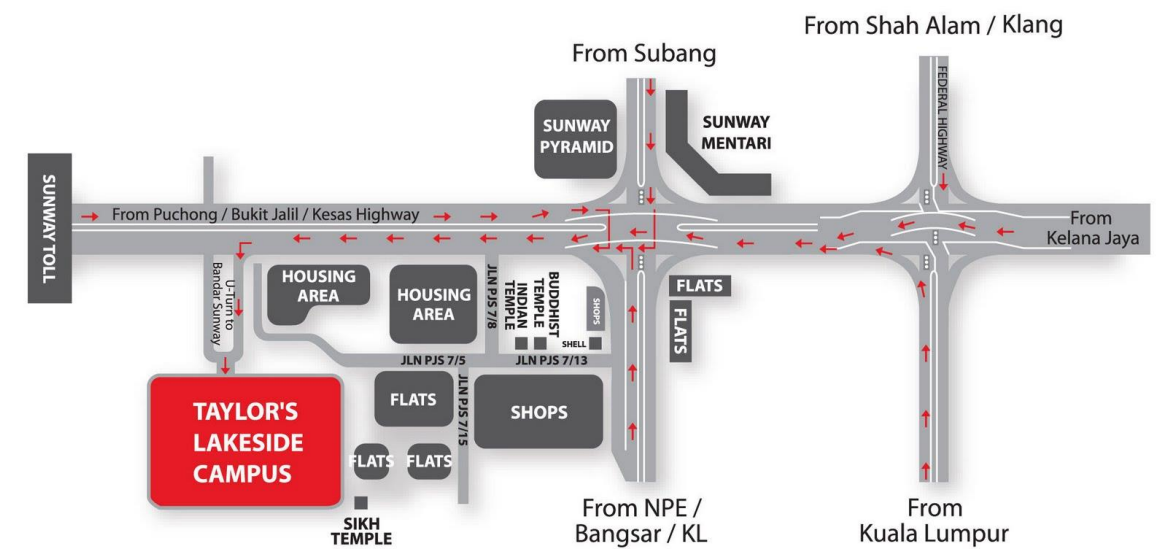 From Shah Alam / Klang
From Subang
FEDERAL HIGHWAY
SUNWAY
PYRAMID
SUNWAY
MENTARI
SUNWAY TOLL
From Puchong / Bukit Jalil / Kesas Highway
From
Kelana Jaya
U-Turn to
Bandar Sunway
HOUSING
AREA
HOUSING
AREA
JLN PJS 7/8
INDIAN
TEMPLE
BUDDHIST
TEMPLE
SHOPS
SHELL
FLATS
FLATS
JLN PJS 7/5
JLN PJS 7/13
JLN PJS 7/15
TAYLOR'S
LAKESIDE
CAMPUS
FLATS
SHOPS
FLATS
FLATS
SIKH
TEMPLE
From NPE /
Bangsar / KL
From
Kuala Lumpur